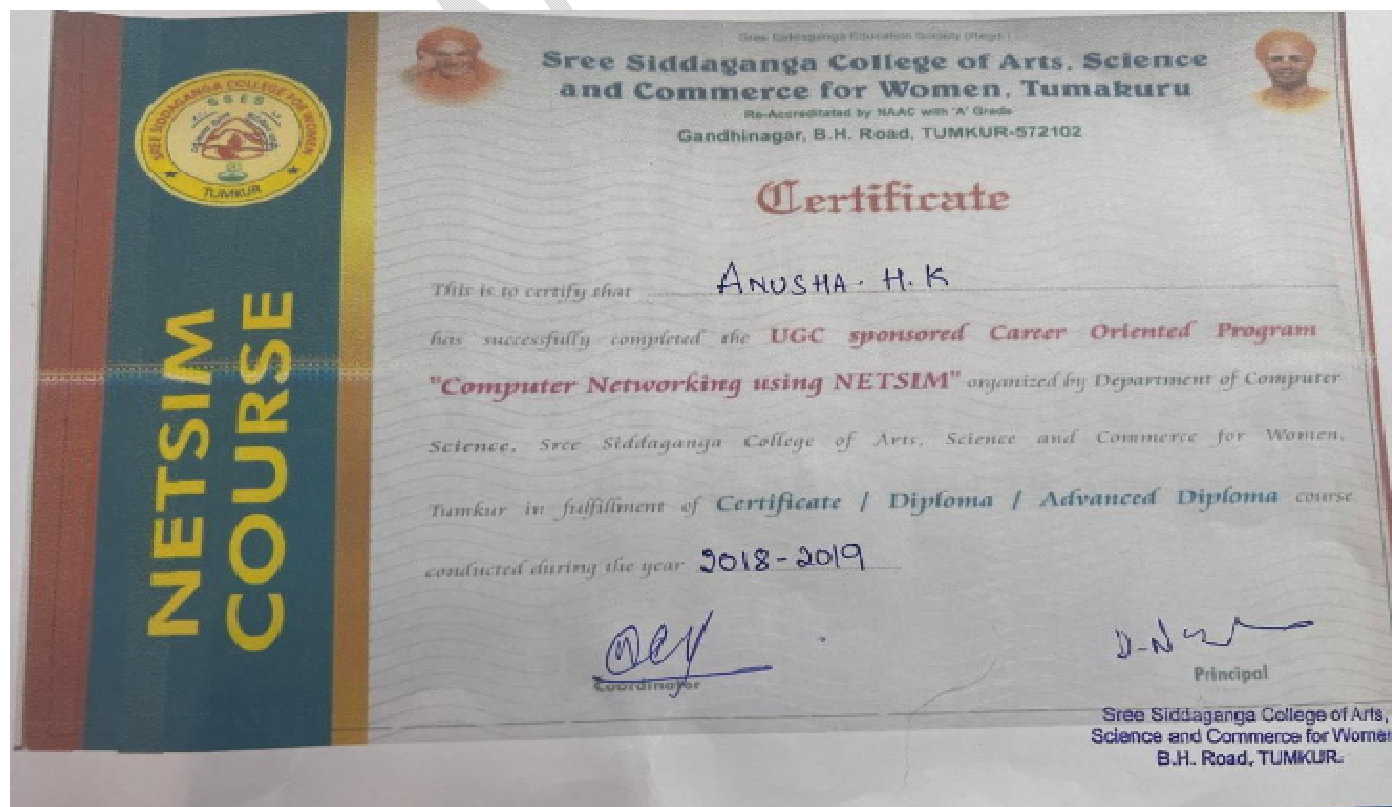 Sree Siddaganga Education Society (Regd.)
Sree Siddaganga College of Arts, Science
and Commerce for Women, Tumakuru
Re-Accreditated by NAAC with 'A' Grade
Gandhinagar, B.H. Road, TUMKUR-572102
SREE SIDDAGANGA COLLEGE FOR WOMEN
SSES
TUMKUR
NETSIM
COURSE
Certificate
This is to certify that ANUSHA. H. K
has successfully completed the UGC sponsored Career Oriented Program
"Computer Networking using NETSIM" organized by Department of Computer
Science, Sree Siddaganga College of Arts, Science and Commerce for Women,
Tumkur in fulfillment of Certificate / Diploma / Advanced Diploma course
conducted during the year 2018-2019
Coordinator
Principal
Sree Siddaganga College of Arts,
Science and Commerce for Women
B.H. Road, TUMKUR.